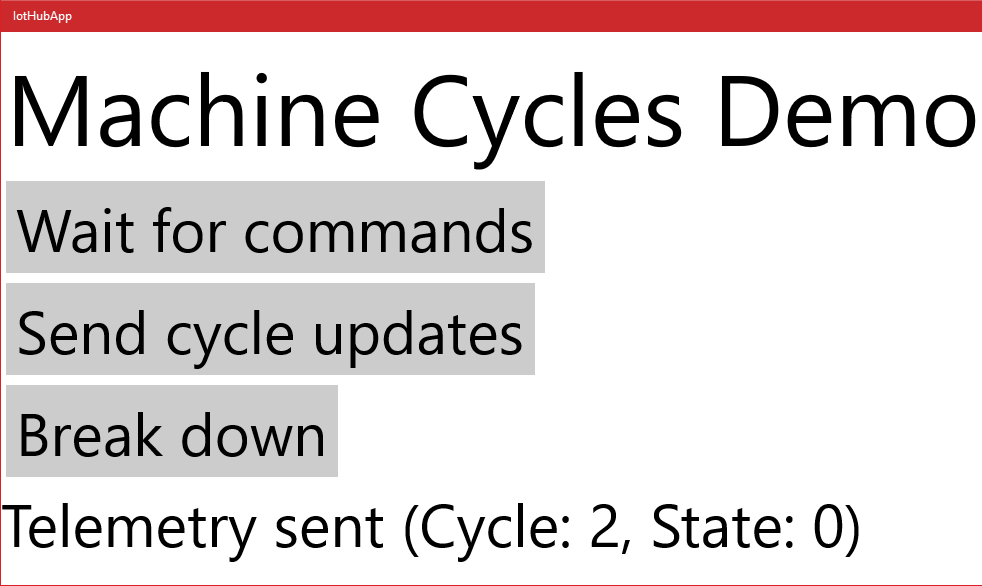 IotHubApp
Machine Cycles Demo
Wait for commands
Send cycle updates
Break down
Telemetry sent (Cycle: 2, State: 0)